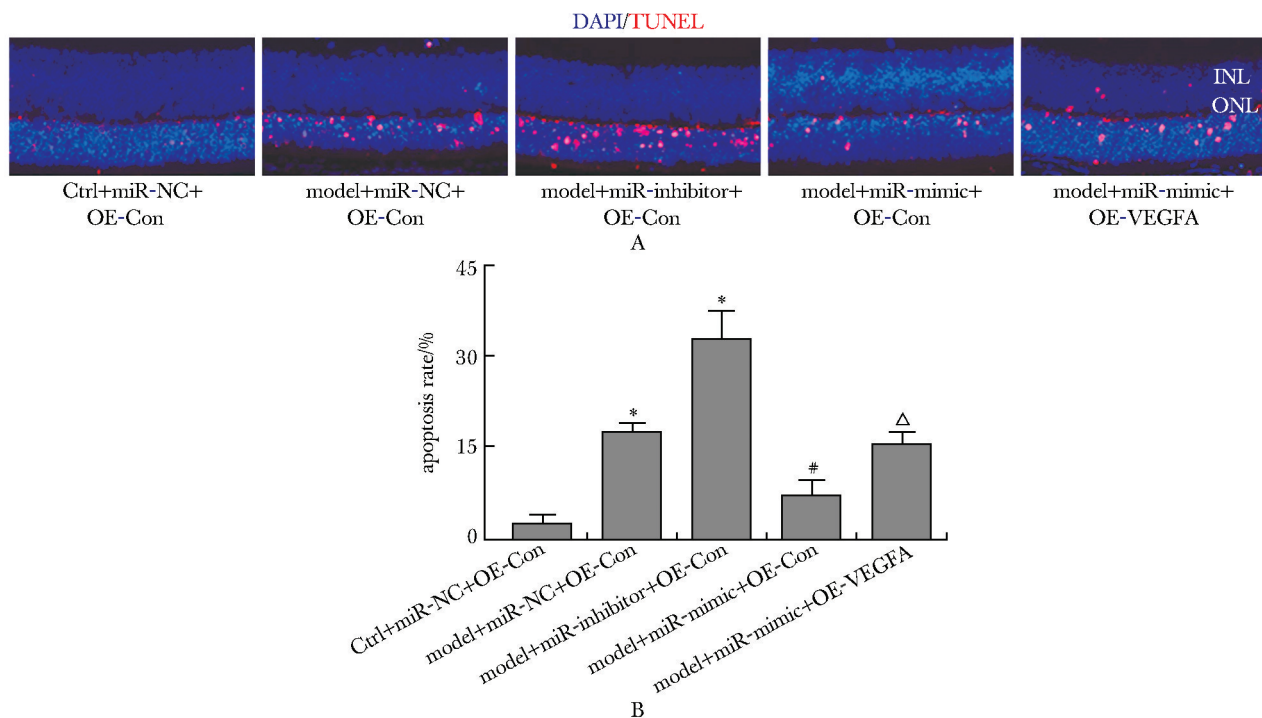 DAPI/TUNEL
INL
ONL
Ctrl+miR-NC+
OE-Con
model+miR-NC+
OE-Con
model+miR-inhibitor+
OE-Con
model+miR-mimic+
OE-Con
model+miR-mimic+
OE-VEGFA
A
45
30
15
0
apoptosis rate/%
*
*
#
△
Ctrl+miR-NC+OE-Con
model+miR-NC+OE-Con
model+miR-inhibitor+OE-Con
model+miR-mimic+OE-Con
model+miR-mimic+OE-VEGFA
B